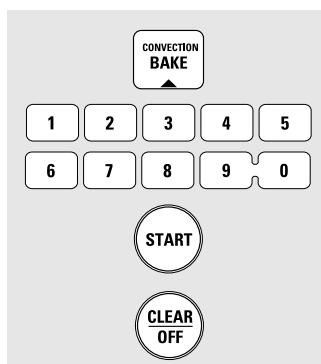 CONVECTION
BAKE
1 2 3 4 5
6 7 8 9 0
START
CLEAR
OFF